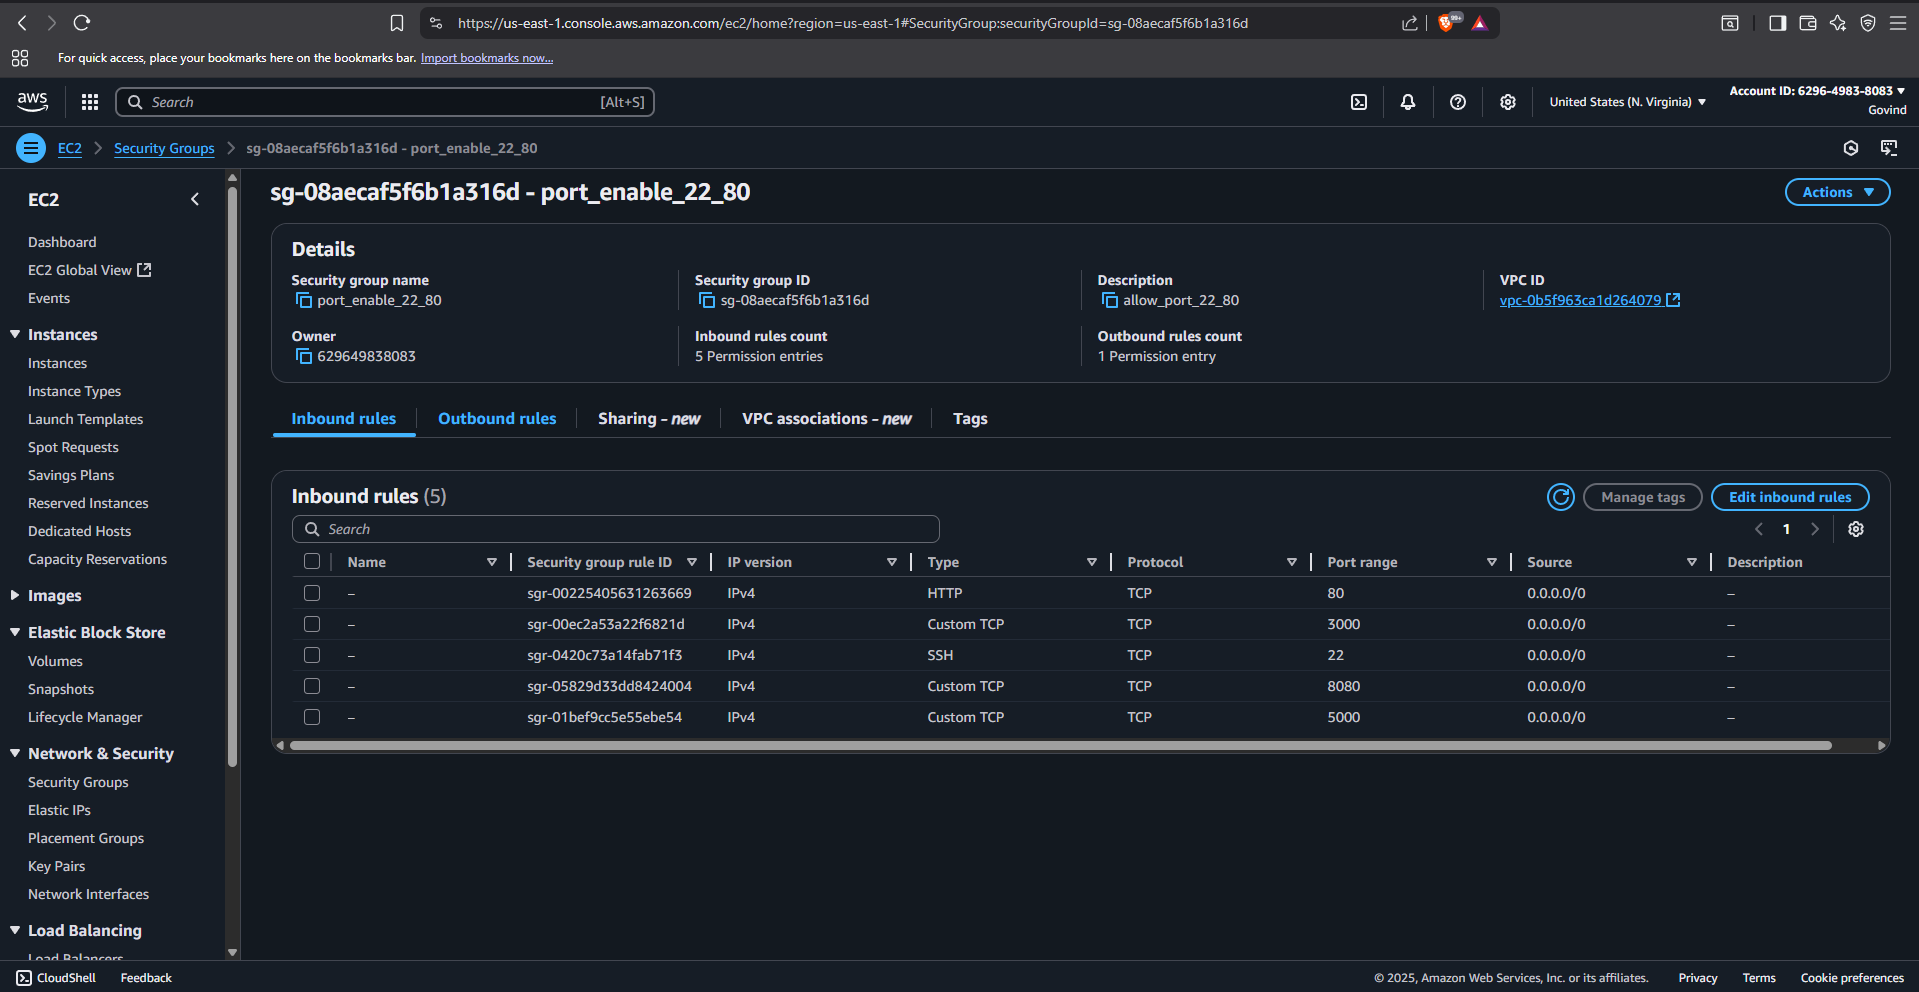 https://us-east-1.console.aws.amazon.com/ec2/home?region=us-east-1#SecurityGroup:securityGroupId=sg-08aecaf5f6b1a316d
99+
For quick access, place your bookmarks here on the bookmarks bar. Import bookmarks now...
aws
Search [Alt+S]
United States (N. Virginia)
Account ID: 6296-4983-8083
Govind
EC2 Security Groups sg-08aecaf5f6b1a316d - port_enable_22_80
EC2
Dashboard
EC2 Global View
Events
Instances
Instances
Instance Types
Launch Templates
Spot Requests
Savings Plans
Reserved Instances
Dedicated Hosts
Capacity Reservations
Images
Elastic Block Store
Volumes
Snapshots
Lifecycle Manager
Network & Security
Security Groups
Elastic IPs
Placement Groups
Key Pairs
Network Interfaces
Load Balancing
Load Balancers
sg-08aecaf5f6b1a316d - port_enable_22_80
Actions
Details
Security group name
port_enable_22_80
Security group ID
sg-08aecaf5f6b1a316d
Description
allow_port_22_80
VPC ID
vpc-0b5f963ca1d264079
Owner
629649838083
Inbound rules count
5 Permission entries
Outbound rules count
1 Permission entry
Inbound rules Outbound rules Sharing - new VPC associations - new Tags
Inbound rules (5)
Manage tags Edit inbound rules
Search
1
Name Security group rule ID IP version Type Protocol Port range Source Description
– sgr-00225405631263669 IPv4 HTTP TCP 80 0.0.0.0/0 –
– sgr-00ec2a53a22f6821d IPv4 Custom TCP TCP 3000 0.0.0.0/0 –
– sgr-0420c73a14fab71f3 IPv4 SSH TCP 22 0.0.0.0/0 –
– sgr-05829d33dd8424004 IPv4 Custom TCP TCP 8080 0.0.0.0/0 –
– sgr-01bef9cc5e55ebe54 IPv4 Custom TCP TCP 5000 0.0.0.0/0 –
CloudShell Feedback
© 2025, Amazon Web Services, Inc. or its affiliates. Privacy Terms Cookie preferences